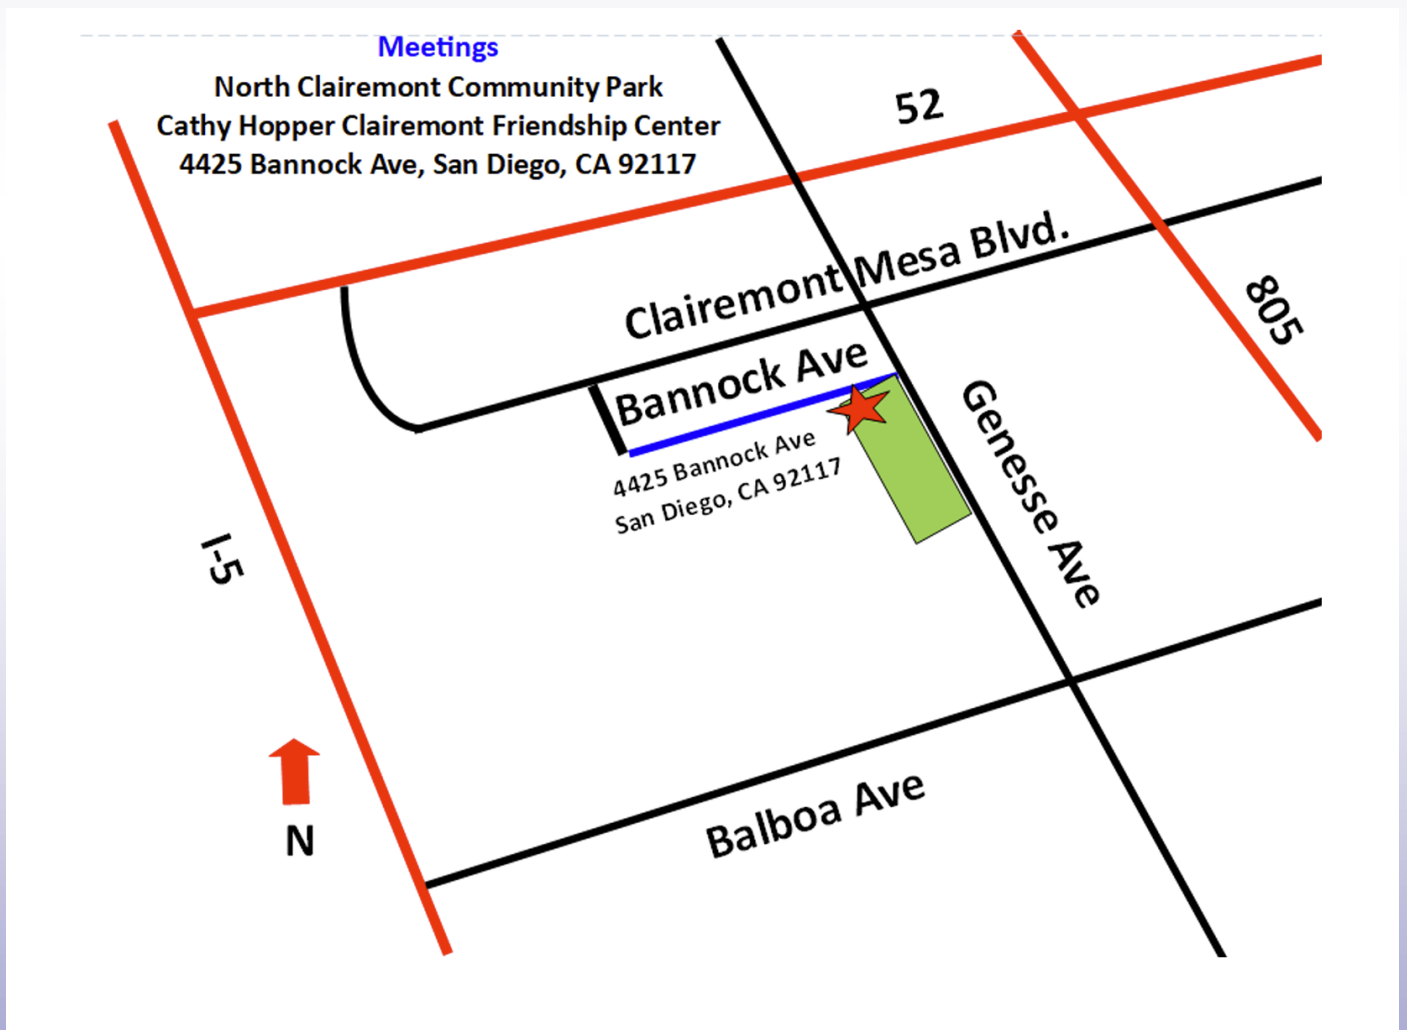 Meetings
North Clairemont Community Park
Cathy Hopper Clairemont Friendship Center
4425 Bannock Ave, San Diego, CA 92117
52
Clairemont Mesa Blvd.
805
Bannock Ave
Genesse Ave
4425 Bannock Ave
San Diego, CA 92117
I-5
Balboa Ave
N